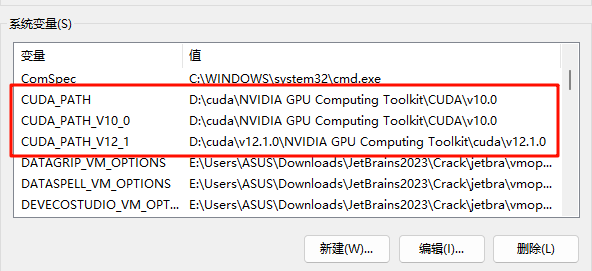 系统变量(S)
变量 值
ComSpec C:\WINDOWS\system32\cmd.exe
CUDA_PATH D:\cuda\NVIDIA GPU Computing Toolkit\CUDA\v10.0
CUDA_PATH_V10_0 D:\cuda\NVIDIA GPU Computing Toolkit\CUDA\v10.0
CUDA_PATH_V12_1 D:\cuda\v12.1.0\NVIDIA GPU Computing Toolkit\cuda\v12.1.0
DATAGRIP_VM_OPTIONS E:\Users\ASUS\Downloads\JetBrains2023\Crack\jetbra\vmop...
DATASPELL_VM_OPTIONS E:\Users\ASUS\Downloads\JetBrains2023\Crack\jetbra\vmop...
DEVECOSTUDIO_VM_OPT... E:\Users\ASUS\Downloads\JetBrains2023\Crack\jetbra\vmop...
新建(W)... 编辑(I)... 删除(L)